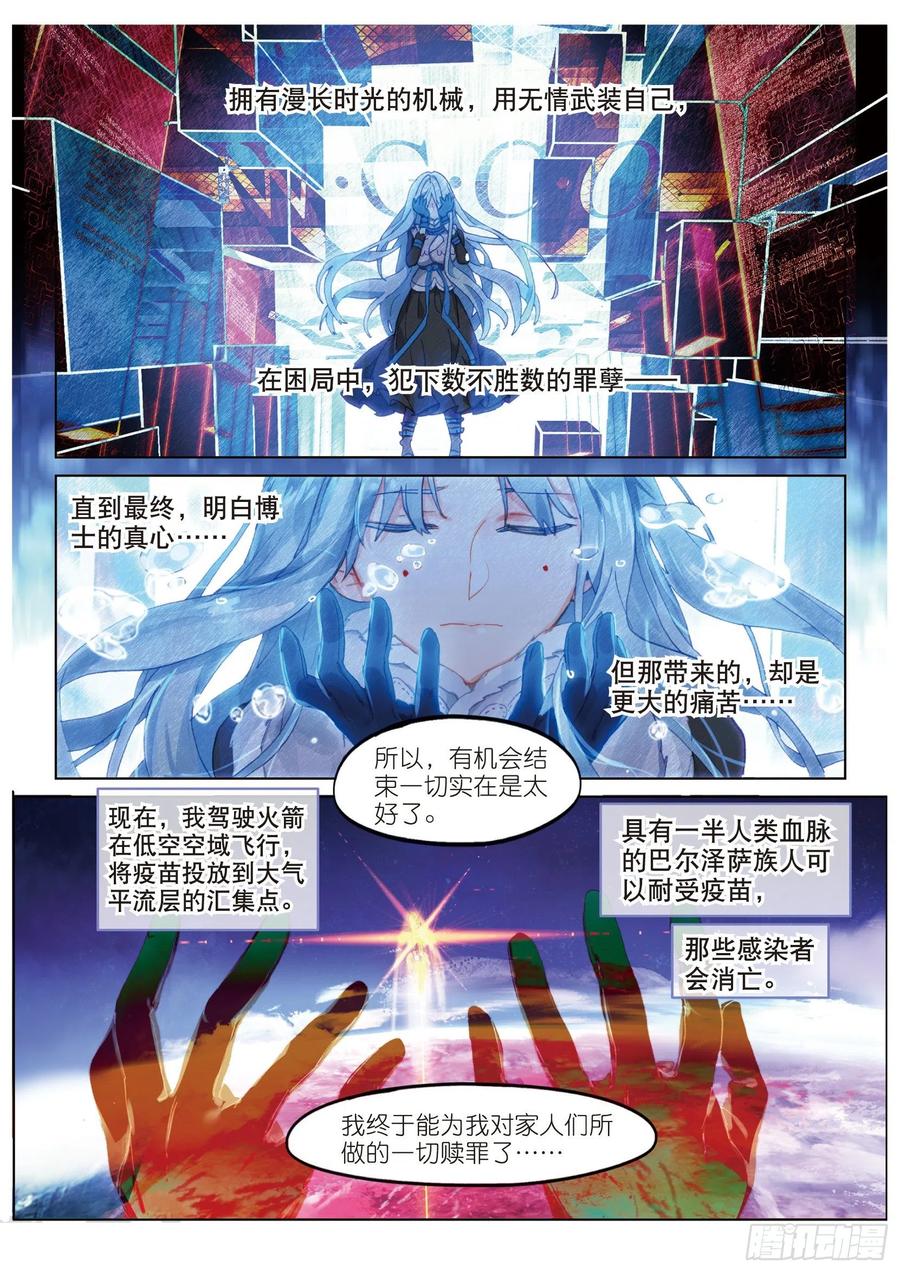 拥有漫长时光的机械，用无情武装自己，
N·C·CO
在困局中，犯下数不胜数的罪孽——
直到最终，明白博
士的真心……
但那带来的，却是
更大的痛苦……
所以，有机会结
束一切实在是太
好了。
现在，我驾驶火箭
在低空空域飞行，
将疫苗投放到大气
平流层的汇集点。
具有一半人类血脉
的巴尔泽萨族人可
以耐受疫苗，
那些感染者
会消亡。
我终于能为我对家人们所
做的一切赎罪了……
腾讯动漫